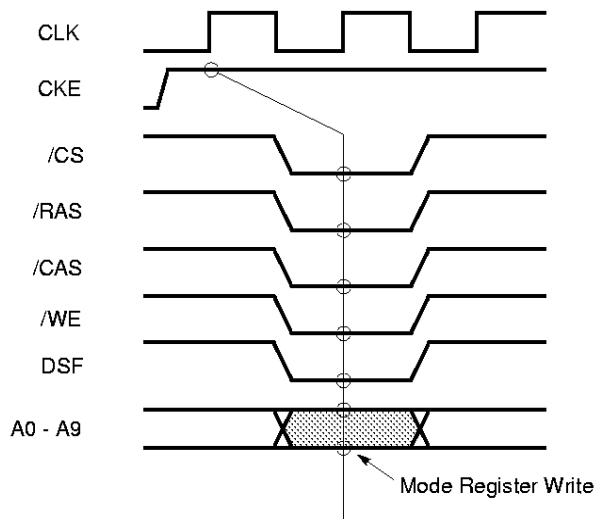 CLK
CKE
/CS
/RAS
/CAS
/WE
DSF
A0 - A9
Mode Register Write